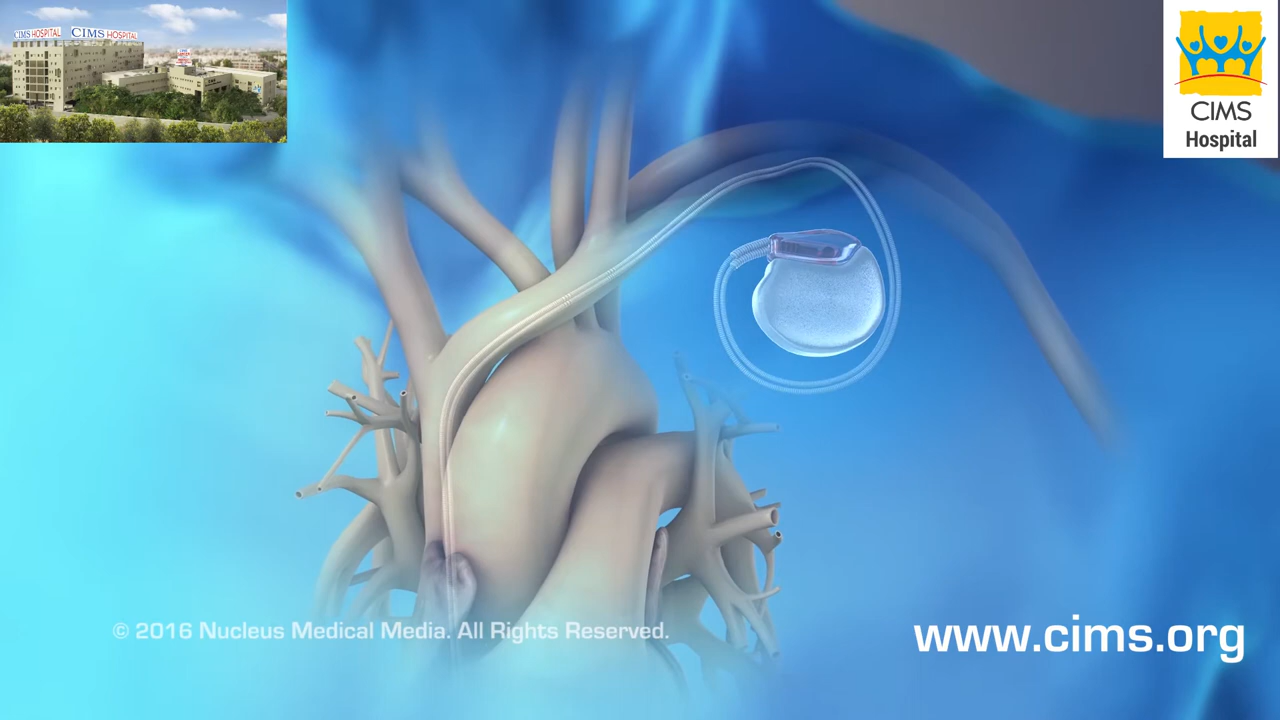 CIMS HOSPITAL CIMS HOSPITAL
CIMS
Hospital
© 2016 Nucleus Medical Media. All Rights Reserved.
www.cims.org